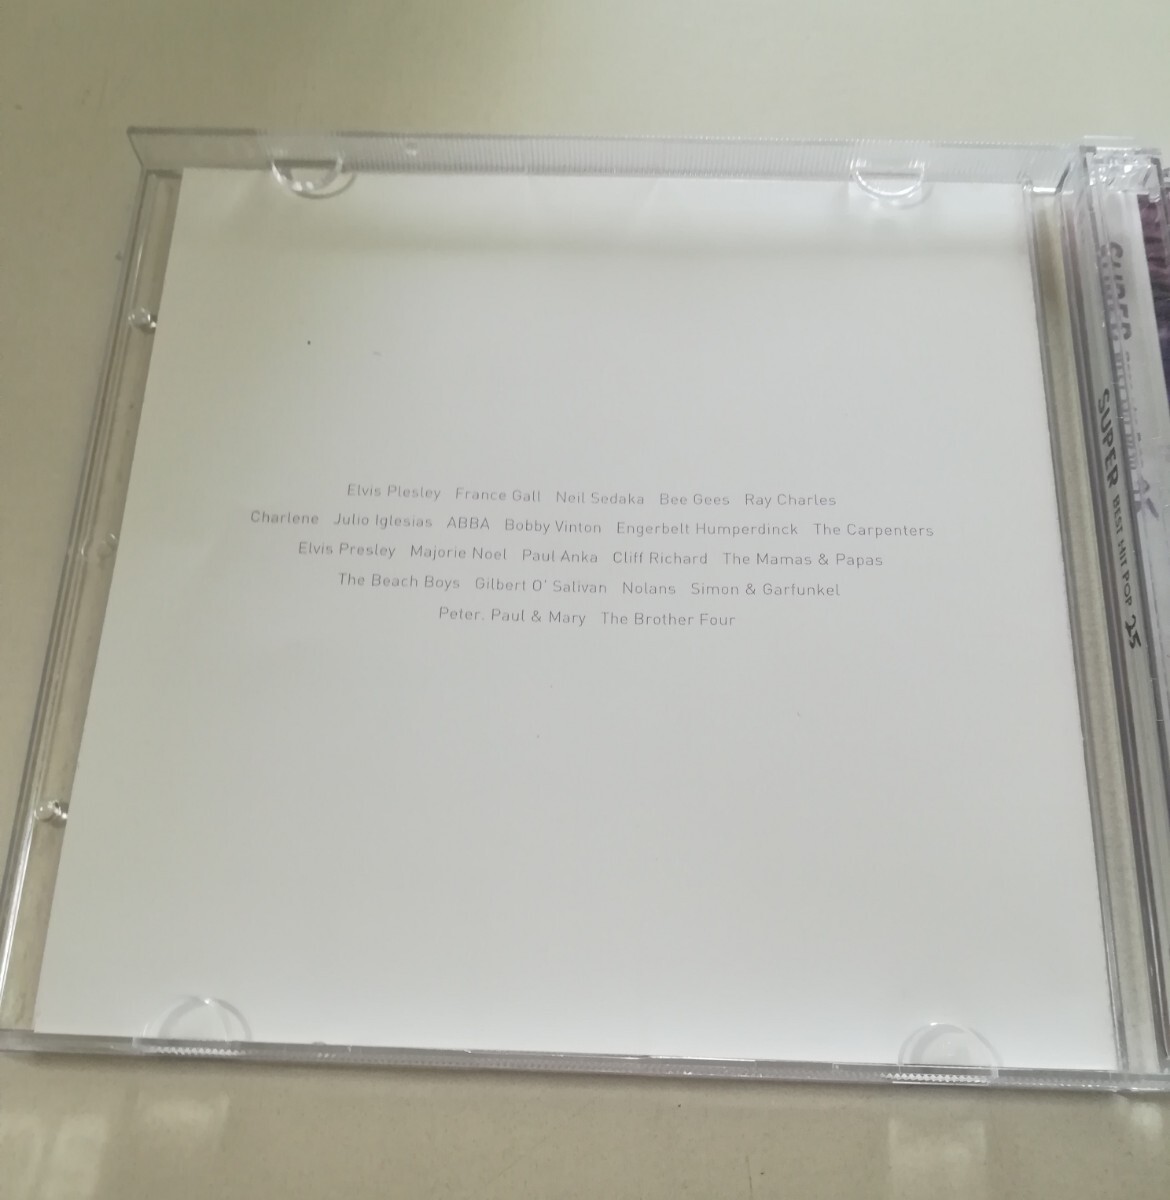 Elvis Plesley France Gall Neil Sedaka Bee Gees Ray Charles
Charlene Julio Iglesias ABBA Bobby Vinton Engerbelt Humperdinck The Carpenters
Elvis Presley Majorie Noel Paul Anka Cliff Richard The Mamas & Papas
The Beach Boys Gilbert O' Salivan Nolans Simon & Garfunkel
Peter. Paul & Mary The Brother Four
SUPER BEST HIT POP 25
SUPER